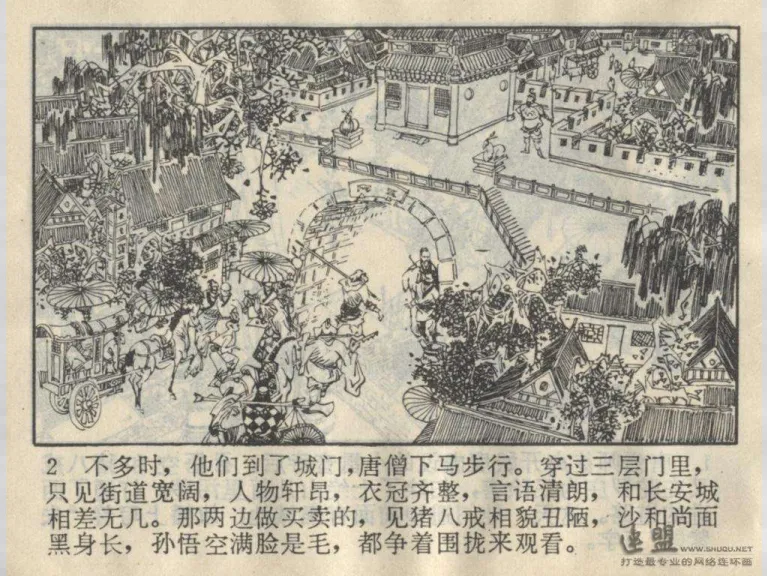 2 不多时，他们到了城门，唐僧下马步行。穿过三层门里，
只见街道宽阔，人物轩昂，衣冠齐整，言语清朗，和长安城
相差无几。那两边做买卖的，见猪八戒相貌丑陋，沙和尚面
黑身长，孙悟空满脸是毛，都争着围拢来观看。
连盟 WWW.SHUQU.NET
打造最专业的网络连环画